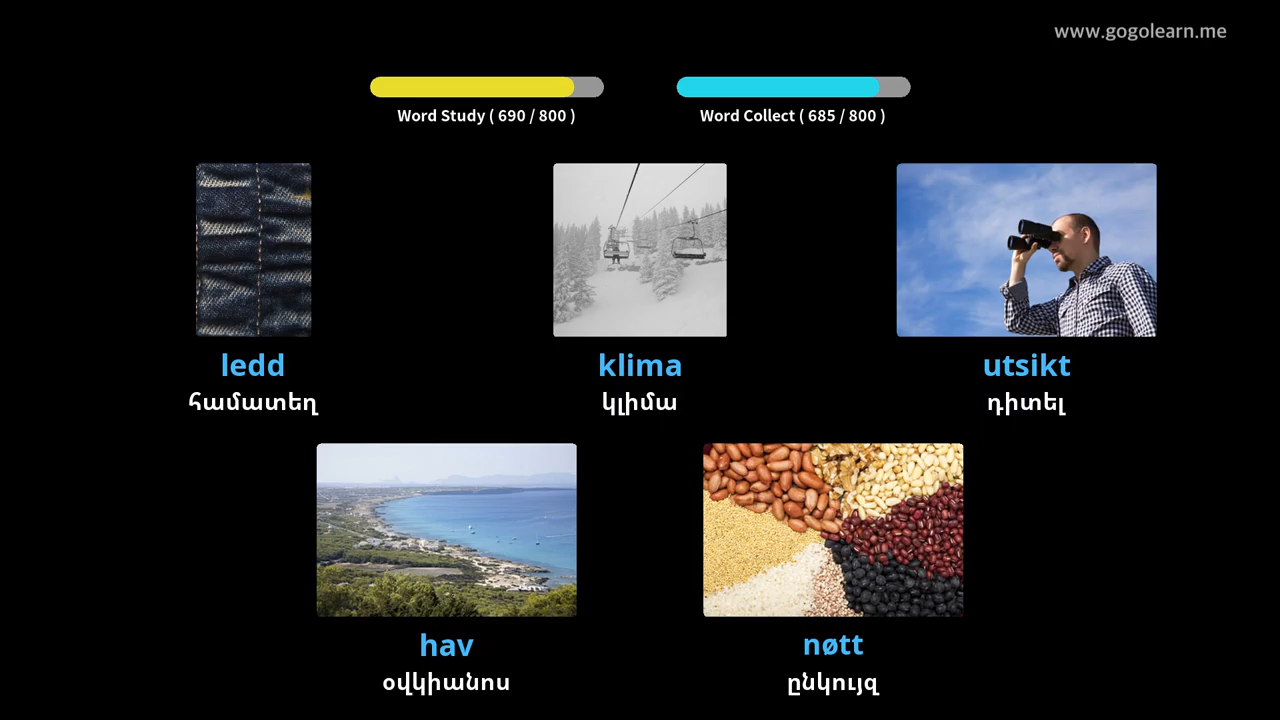 www.gogolearn.me
Word Study ( 690 / 800 )
Word Collect ( 685 / 800 )
ledd
համատեղ
klima
կլիմա
utsikt
դիտել
hav
օվկիանոս
nøtt
ընկույզ